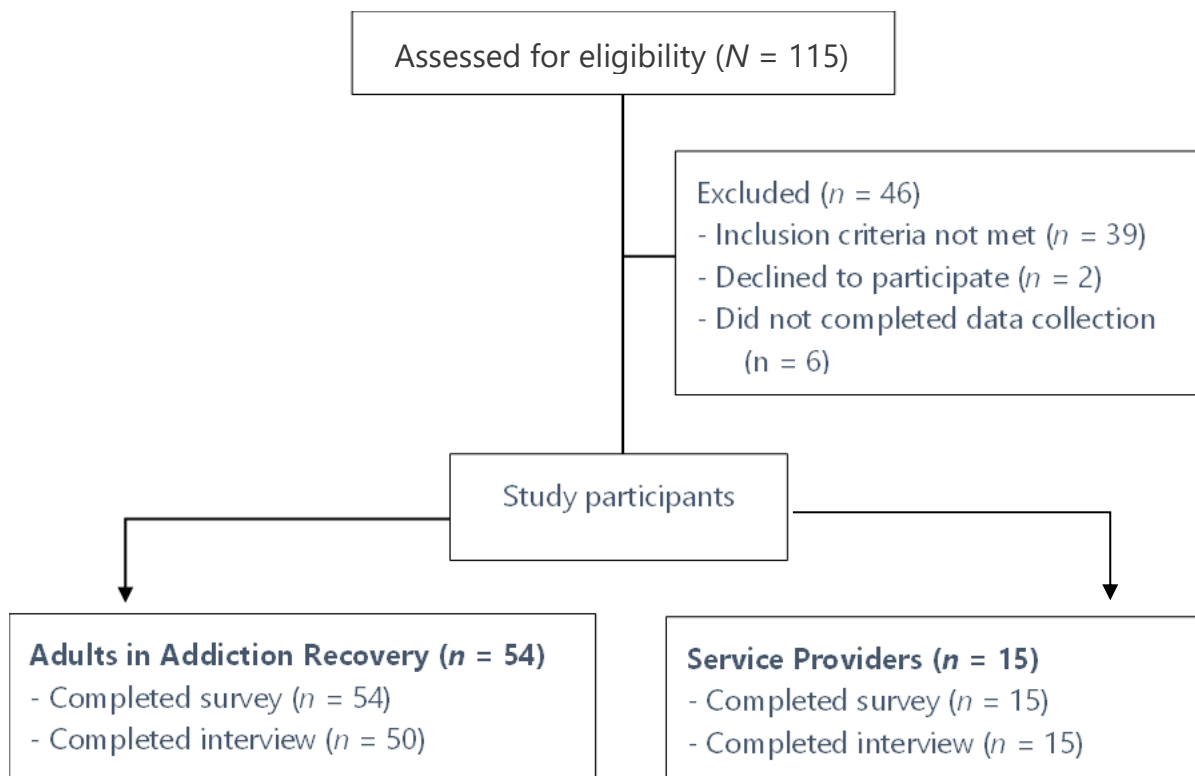 Assessed for eligibility (N = 115)
Excluded (n = 46)
- Inclusion criteria not met (n = 39)
- Declined to participate (n = 2)
- Did not completed data collection
(n = 6)
Study participants
Adults in Addiction Recovery (n = 54)
- Completed survey (n = 54)
- Completed interview (n = 50)
Service Providers (n = 15)
- Completed survey (n = 15)
- Completed interview (n = 15)